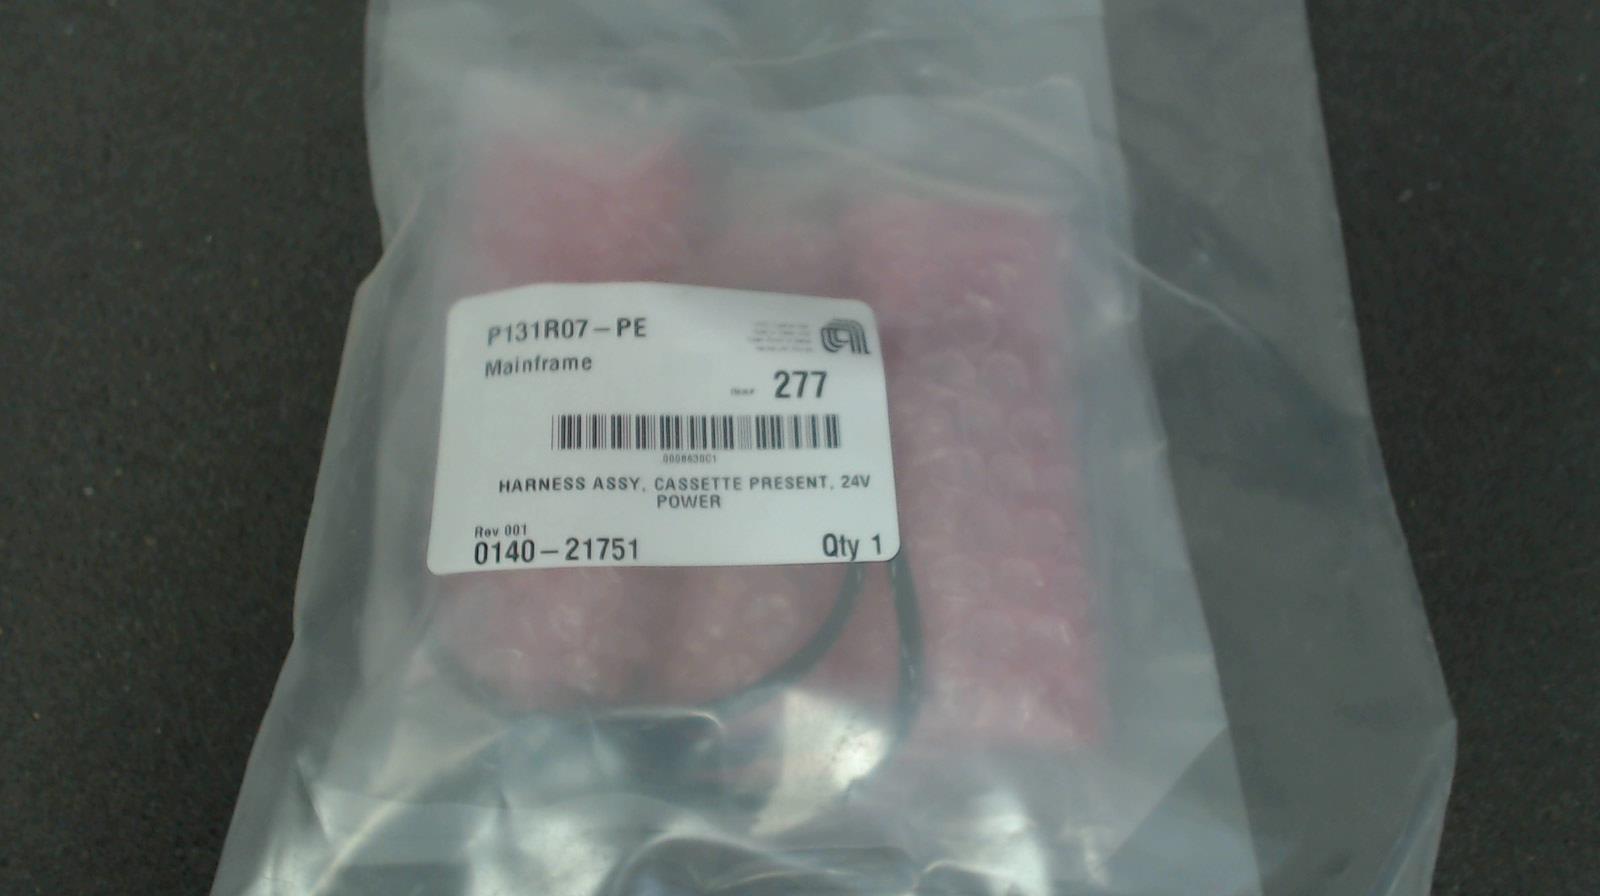 P131R07-PE
Mainframe
277
HARNESS ASSY, CASSETTE PRESENT, 24V
POWER
Rev 001
0140-21751
Qty 1